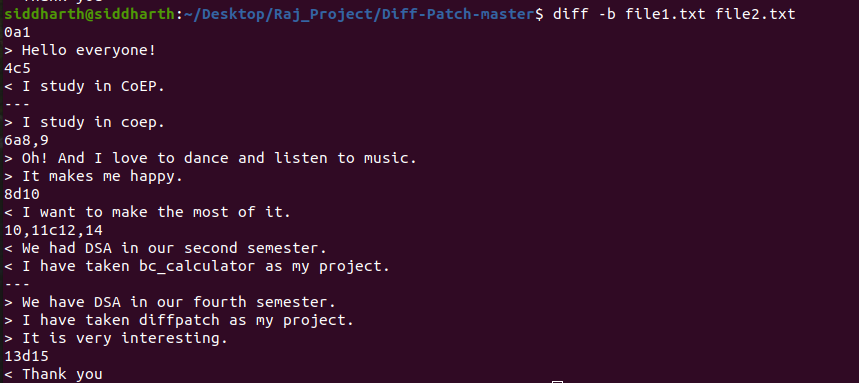 siddharth@siddharth:~/Desktop/Raj_Project/Diff-Patch-master$ diff -b file1.txt file2.txt
0a1
> Hello everyone!
4c5
< I study in CoEP.
---
> I study in coep.
6a8,9
> Oh! And I love to dance and listen to music.
> It makes me happy.
8d10
< I want to make the most of it.
10,11c12,14
< We had DSA in our second semester.
< I have taken bc_calculator as my project.
---
> We have DSA in our fourth semester.
> I have taken diffpatch as my project.
> It is very interesting.
13d15
< Thank you